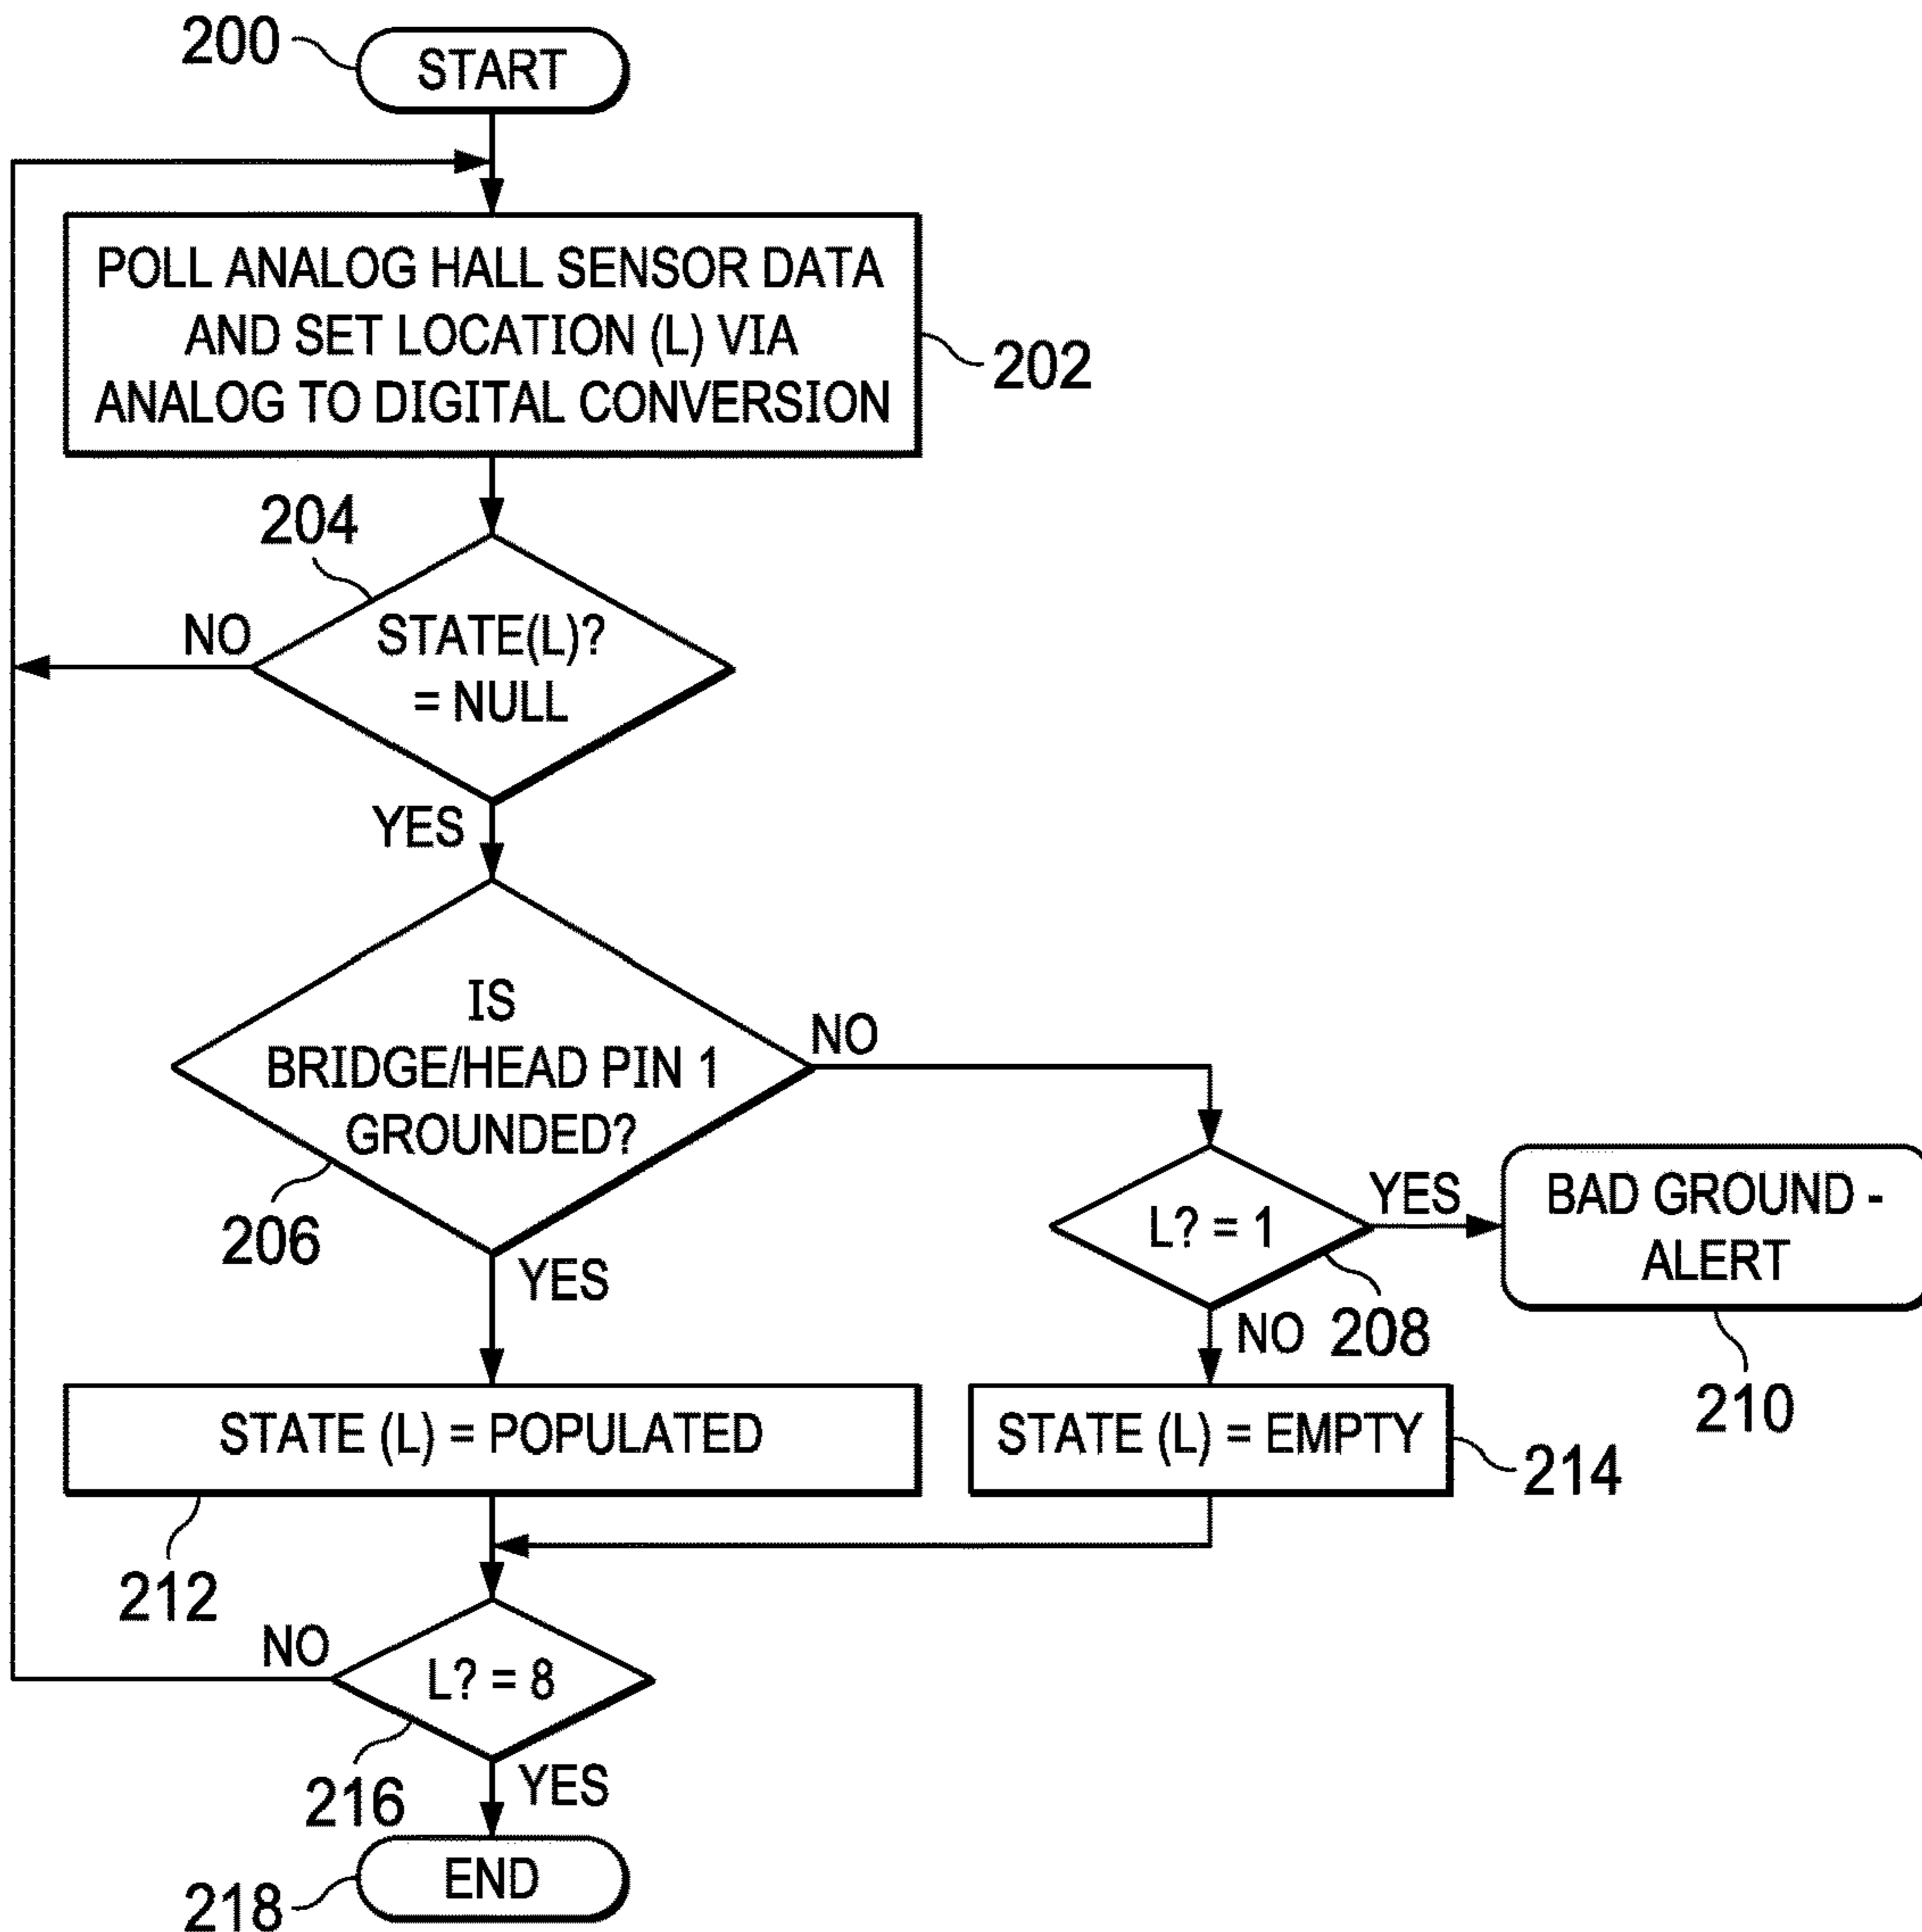 200
START
POLL ANALOG HALL SENSOR DATA
AND SET LOCATION (L) VIA
ANALOG TO DIGITAL CONVERSION
202
204
NO
STATE(L)?
= NULL
YES
IS
BRIDGE/HEAD PIN 1
GROUNDED?
NO
206
YES
L? = 1
YES
BAD GROUND -
ALERT
NO
208
210
STATE (L) = POPULATED
STATE (L) = EMPTY
214
212
NO
L? = 8
216
YES
END
218